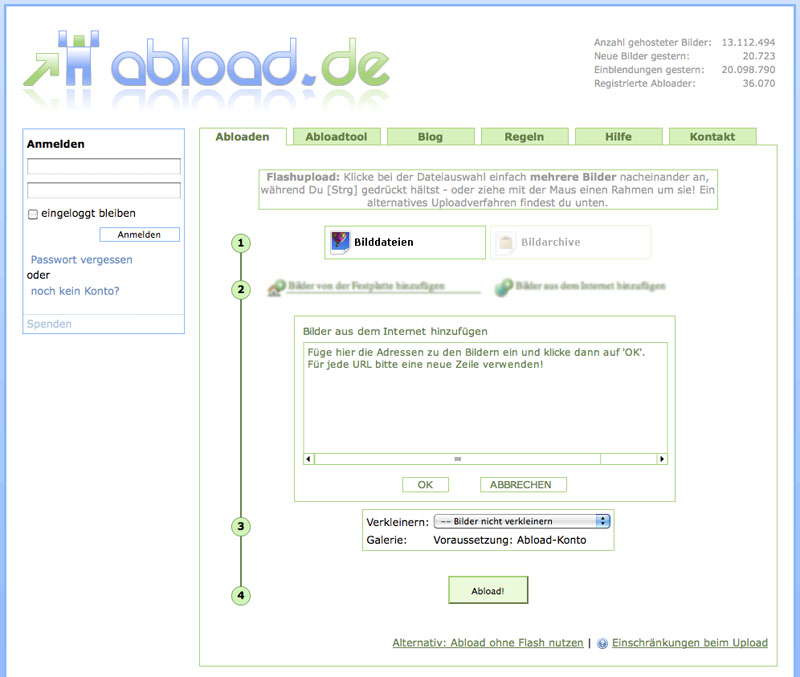 abload.de
Anzahl gehosteter Bilder: 13.112.494
Neue Bilder gestern: 20.723
Einblendungen gestern: 20.098.790
Registrierte Abloader: 36.070
Anmelden
eingeloggt bleiben
Anmelden
Passwort vergessen
oder
noch kein Konto?
Spenden
Abloaden Abloadtool Blog Regeln Hilfe Kontakt
Flashupload: Klicke bei der Dateiauswahl einfach mehrere Bilder nacheinander an,
während Du [Strg] gedrückt hältst - oder ziehe mit der Maus einen Rahmen um sie! Ein
alternatives Uploadverfahren findest du unten.
1 Bilddateien Bildarchive
2 Bilder von der Festplatte hinzufügen Bilder aus dem Internet hinzufügen
Bilder aus dem Internet hinzufügen
Füge hier die Adressen zu den Bildern ein und klicke dann auf 'OK'.
Für jede URL bitte eine neue Zeile verwenden!
OK ABBRECHEN
3 Verkleinern: -- Bilder nicht verkleinern
Galerie: Voraussetzung: Abload-Konto
4 Abload!
Alternativ: Abload ohne Flash nutzen | ? Einschränkungen beim Upload